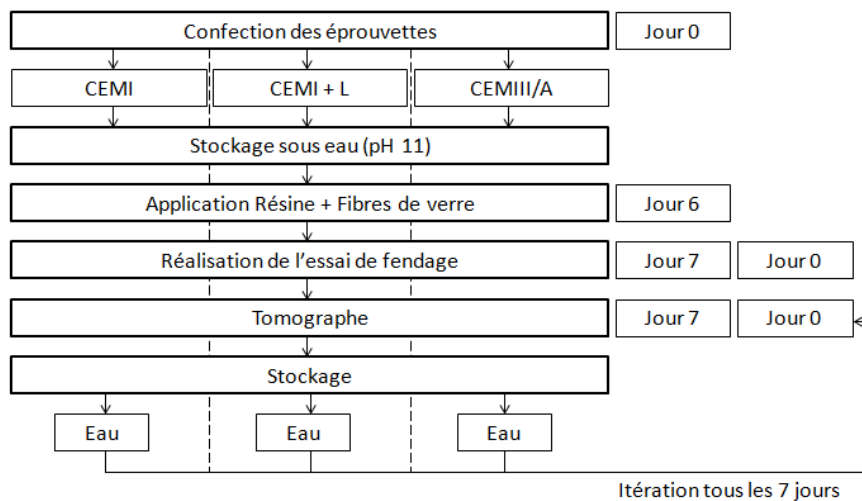 Confection des éprouvettes
Jour 0
CEMI
CEMI + L
CEMIII/A
Stockage sous eau (pH 11)
Application Résine + Fibres de verre
Jour 6
Réalisation de l'essai de fendage
Jour 7
Jour 0
Tomographe
Jour 7
Jour 0
Stockage
Eau
Eau
Eau
Itération tous les 7 jours